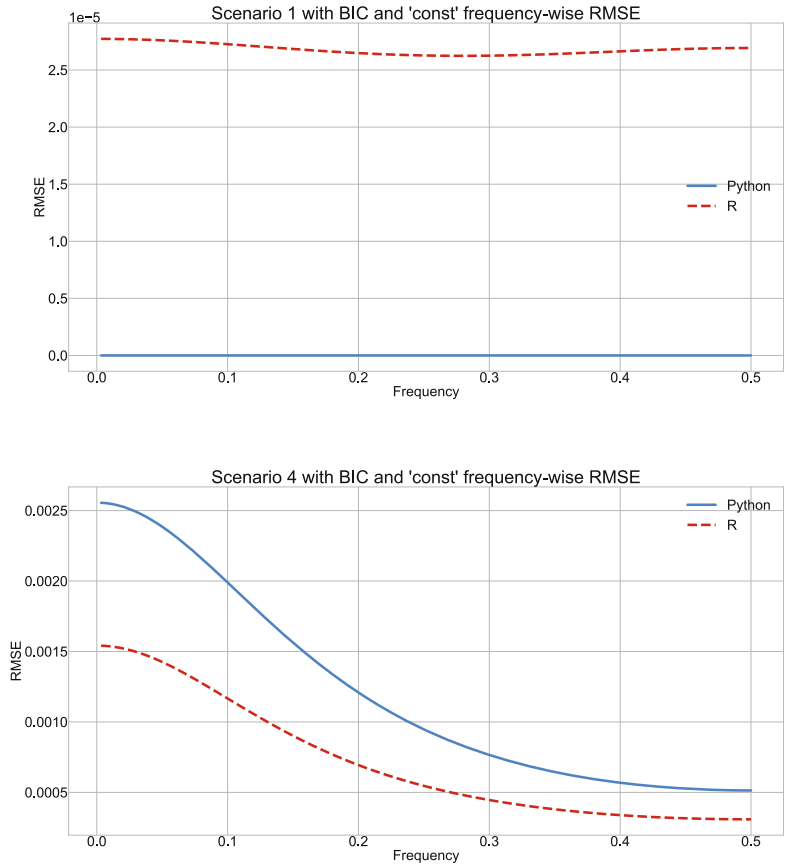 Scenario 1 with BIC and 'const' frequency-wise RMSE
1e−5
2.5
2.0
1.5
1.0
0.5
0.0
RMSE
Python
R
0.0 0.1 0.2 0.3 0.4 0.5
Frequency
Scenario 4 with BIC and 'const' frequency-wise RMSE
0.0025
0.0020
0.0015
0.0010
0.0005
RMSE
Python
R
0.0 0.1 0.2 0.3 0.4 0.5
Frequency